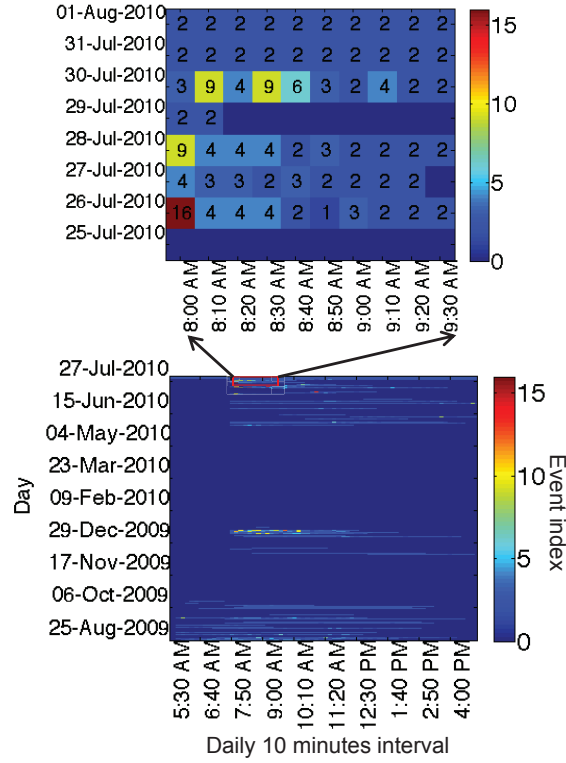 01-Aug-2010
2 2 2 2 2 2 2 2 2 2
31-Jul-2010
2 2 2 2 2 2 2 2 2 2
30-Jul-2010
3 9 4 9 6 3 2 4 2 2
29-Jul-2010
2 2
28-Jul-2010
9 4 4 4 2 3 2 2 2 2
27-Jul-2010
4 3 3 2 3 2 2 2 2
26-Jul-2010
16 4 4 4 2 1 3 2 2 2
25-Jul-2010
15
10
5
0
8:00 AM
8:10 AM
8:20 AM
8:30 AM
8:40 AM
8:50 AM
9:00 AM
9:10 AM
9:20 AM
9:30 AM
27-Jul-2010
15-Jun-2010
04-May-2010
23-Mar-2010
09-Feb-2010
29-Dec-2009
17-Nov-2009
06-Oct-2009
25-Aug-2009
Day
15
10
5
0
Event index
5:30 AM
6:40 AM
7:50 AM
9:00 AM
10:10 AM
11:20 AM
12:30 PM
1:40 PM
2:50 PM
4:00 PM
Daily 10 minutes interval